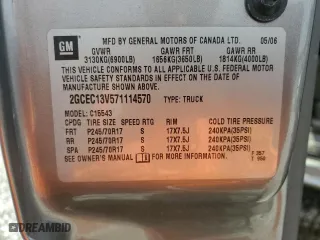 GM
MFD BY GENERAL MOTORS OF CANADA LTD. 05/06
GVWR GAWR FRT GAWR RR
3130KG(6900LB) 1656KG(3650LB) 1814KG(4000LB)
THIS VEHICLE CONFORMS TO ALL APPLICABLE U.S. FEDERAL MOTOR
VEHICLE SAFETY STANDARDS IN EFFECT ON THE DATE OF
MANUFACTURE SHOWN ABOVE.
2GCEC13V571114570 TYPE: TRUCK
MODEL: C15543
TIRE SIZE SPEED RTG RIM COLD TIRE PRESSURE
FRT P245/70R17 S 17X7.5J 240KPA(35PSI)
RR P245/70R17 S 17X7.5J 240KPA(35PSI)
SPA P245/70R17 S 17X7.5J 240KPA(35PSI)
SEE OWNER'S MANUAL FOR MORE INFORMATION.